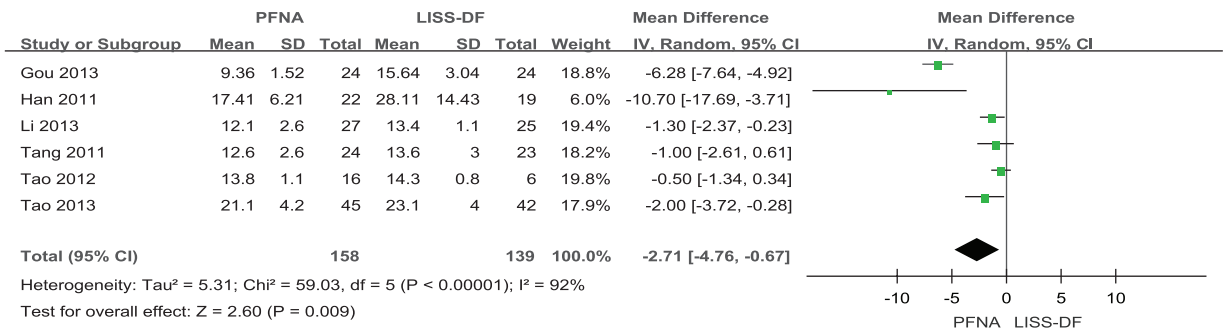 PFNA LISS-DF Mean Difference Mean Difference
Study or Subgroup Mean SD Total Mean SD Total Weight IV, Random, 95% CI IV, Random, 95% CI
Gou 2013 9.36 1.52 24 15.64 3.04 24 18.8% -6.28 [-7.64, -4.92]
Han 2011 17.41 6.21 22 28.11 14.43 19 6.0% -10.70 [-17.69, -3.71]
Li 2013 12.1 2.6 27 13.4 1.1 25 19.4% -1.30 [-2.37, -0.23]
Tang 2011 12.6 2.6 24 13.6 3 23 18.2% -1.00 [-2.61, 0.61]
Tao 2012 13.8 1.1 16 14.3 0.8 6 19.8% -0.50 [-1.34, 0.34]
Tao 2013 21.1 4.2 45 23.1 4 42 17.9% -2.00 [-3.72, -0.28]
Total (95% CI) 158 139 100.0% -2.71 [-4.76, -0.67]
Heterogeneity: Tau² = 5.31; Chi² = 59.03, df = 5 (P < 0.00001); I² = 92%
Test for overall effect: Z = 2.60 (P = 0.009)
-10 -5 0 5 10
PFNA LISS-DF